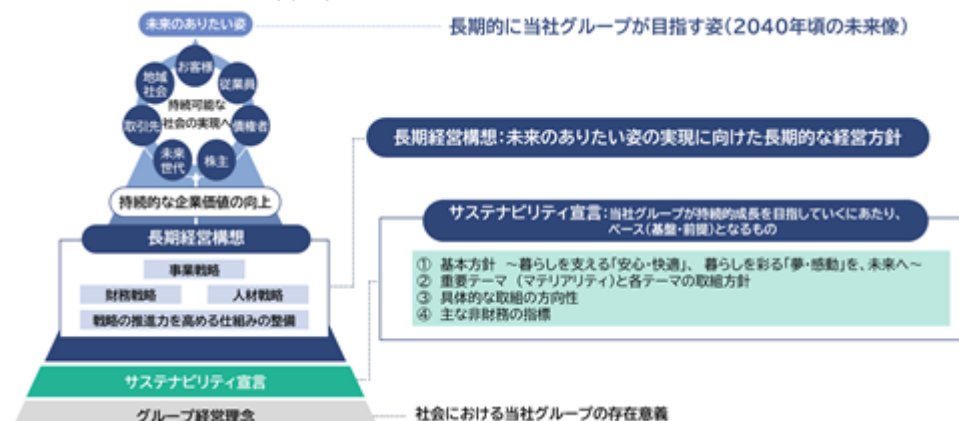 未来のありたい姿
長期的に当社グループが目指す姿(2040年頃の未来像)
お客様
地域
社会
従業員
持続可能な
社会の実現へ
取引先
債権者
未来
世代
株主
長期経営構想:未来のありたい姿の実現に向けた長期的な経営方針
持続的な企業価値の向上
長期経営構想
事業戦略
財務戦略
人材戦略
戦略の推進力を高める仕組みの整備
サステナビリティ宣言:当社グループが持続的成長を目指していくにあたり、
ベース(基盤・前提)となるもの
① 基本方針 ～暮らしを支える「安心・快適」、暮らしを彩る「夢・感動」を、未来へ～
② 重要テーマ (マテリアリティ)と各テーマの取組方針
③ 具体的な取組の方向性
④ 主な非財務の指標
サステナビリティ宣言
グループ経営理念
社会における当社グループの存在意義